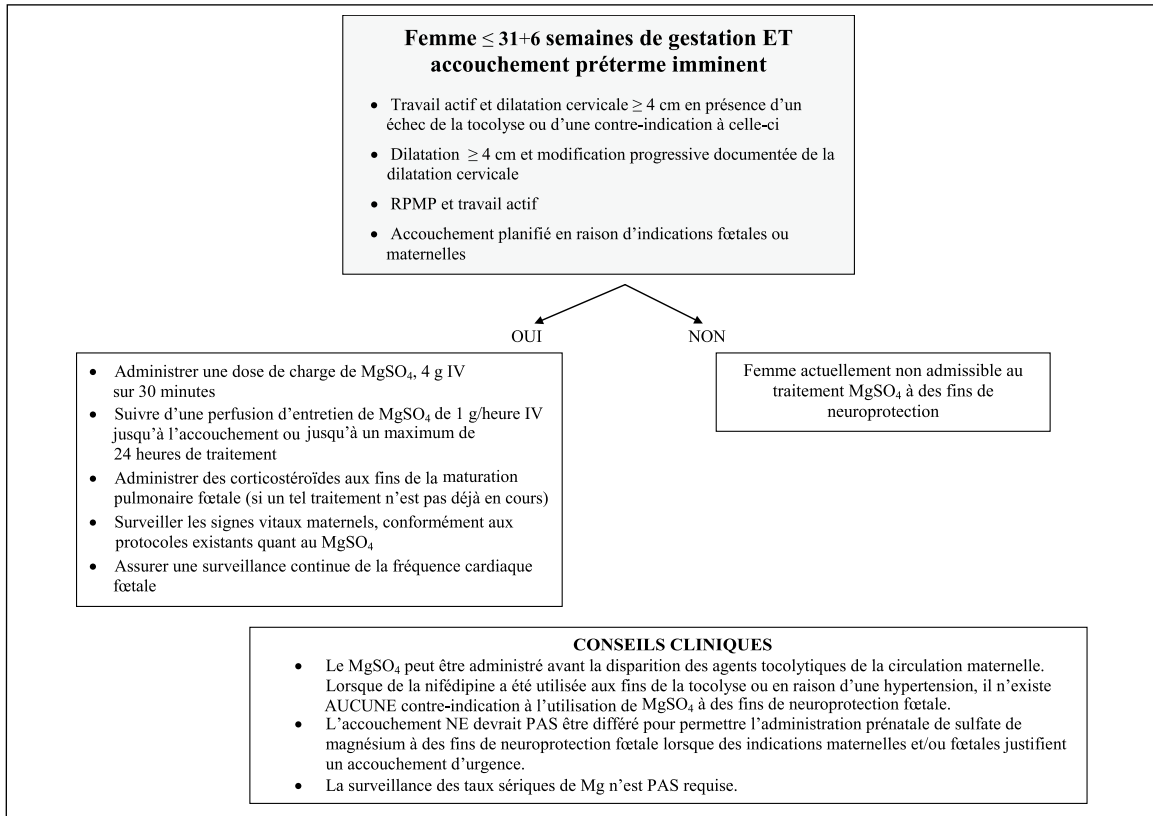 Femme ≤ 31+6 semaines de gestation ET
accouchement préterme imminent
• Travail actif et dilatation cervicale ≥ 4 cm en présence d’un
échec de la tocolyse ou d’une contre-indication à celle-ci
• Dilatation ≥ 4 cm et modification progressive documentée de la
dilatation cervicale
• RPMP et travail actif
• Accouchement planifié en raison d’indications fœtales ou
maternelles
OUI
NON
• Administrer une dose de charge de MgSO₄, 4 g IV
sur 30 minutes
• Suivre d’une perfusion d’entretien de MgSO₄ de 1 g/heure IV
jusqu’à l’accouchement ou jusqu’à un maximum de
24 heures de traitement
• Administrer des corticostéroïdes aux fins de la maturation
pulmonaire fœtale (si un tel traitement n’est pas déjà en cours)
• Surveiller les signes vitaux maternels, conformément aux
protocoles existants quant au MgSO₄
• Assurer une surveillance continue de la fréquence cardiaque
fœtale
Femme actuellement non admissible au
traitement MgSO₄ à des fins de
neuroprotection
CONSEILS CLINIQUES
• Le MgSO₄ peut être administré avant la disparition des agents tocolytiques de la circulation maternelle.
Lorsque de la nifédipine a été utilisée aux fins de la tocolyse ou en raison d’une hypertension, il n’existe
AUCUNE contre-indication à l’utilisation de MgSO₄ à des fins de neuroprotection fœtale.
• L’accouchement NE devrait PAS être différé pour permettre l’administration prénatale de sulfate de
magnésium à des fins de neuroprotection fœtale lorsque des indications maternelles et/ou fœtales justifient
un accouchement d’urgence.
• La surveillance des taux sériques de Mg n’est PAS requise.